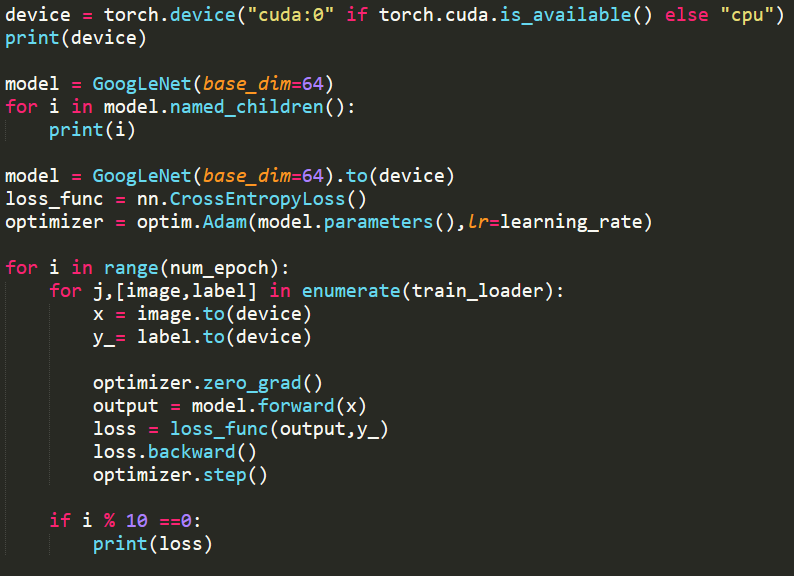 device = torch.device("cuda:0" if torch.cuda.is_available() else "cpu")
print(device)
model = GoogLeNet(base_dim=64)
for i in model.named_children():
print(i)
model = GoogLeNet(base_dim=64).to(device)
loss_func = nn.CrossEntropyLoss()
optimizer = optim.Adam(model.parameters(),lr=learning_rate)
for i in range(num_epoch):
for j,[image,label] in enumerate(train_loader):
x = image.to(device)
y_= label.to(device)
optimizer.zero_grad()
output = model.forward(x)
loss = loss_func(output,y_)
loss.backward()
optimizer.step()
if i % 10 ==0:
print(loss)